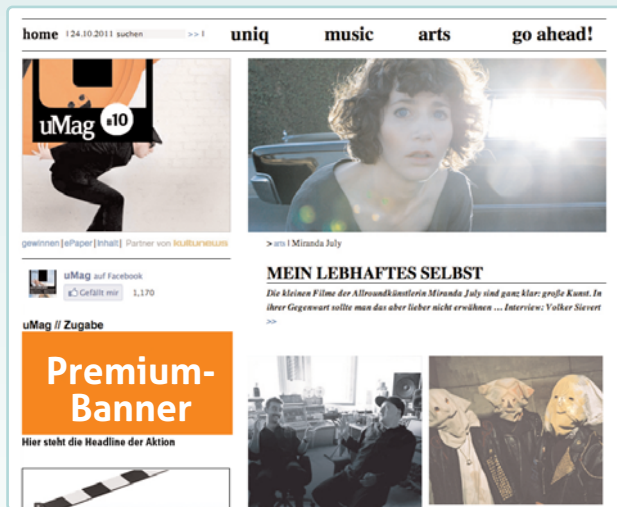 home | 24.10.2011 suchen >> | uniq music arts go ahead!
uMag #10
gewinnen|ePaper|Inhalt| Partner von kulturnews
> arts | Miranda July
uMag auf Facebook
Gefällt mir 1,170
MEIN LEBHAFTES SELBST
Die kleinen Filme der Allroundkünstlerin Miranda July sind ganz klar: große Kunst. In
ihrer Gegenwart sollte man das aber lieber nicht erwähnen … Interview: Volker Sievert
>>
uMag // Zugabe
Premium-
Banner
Hier steht die Headline der Aktion